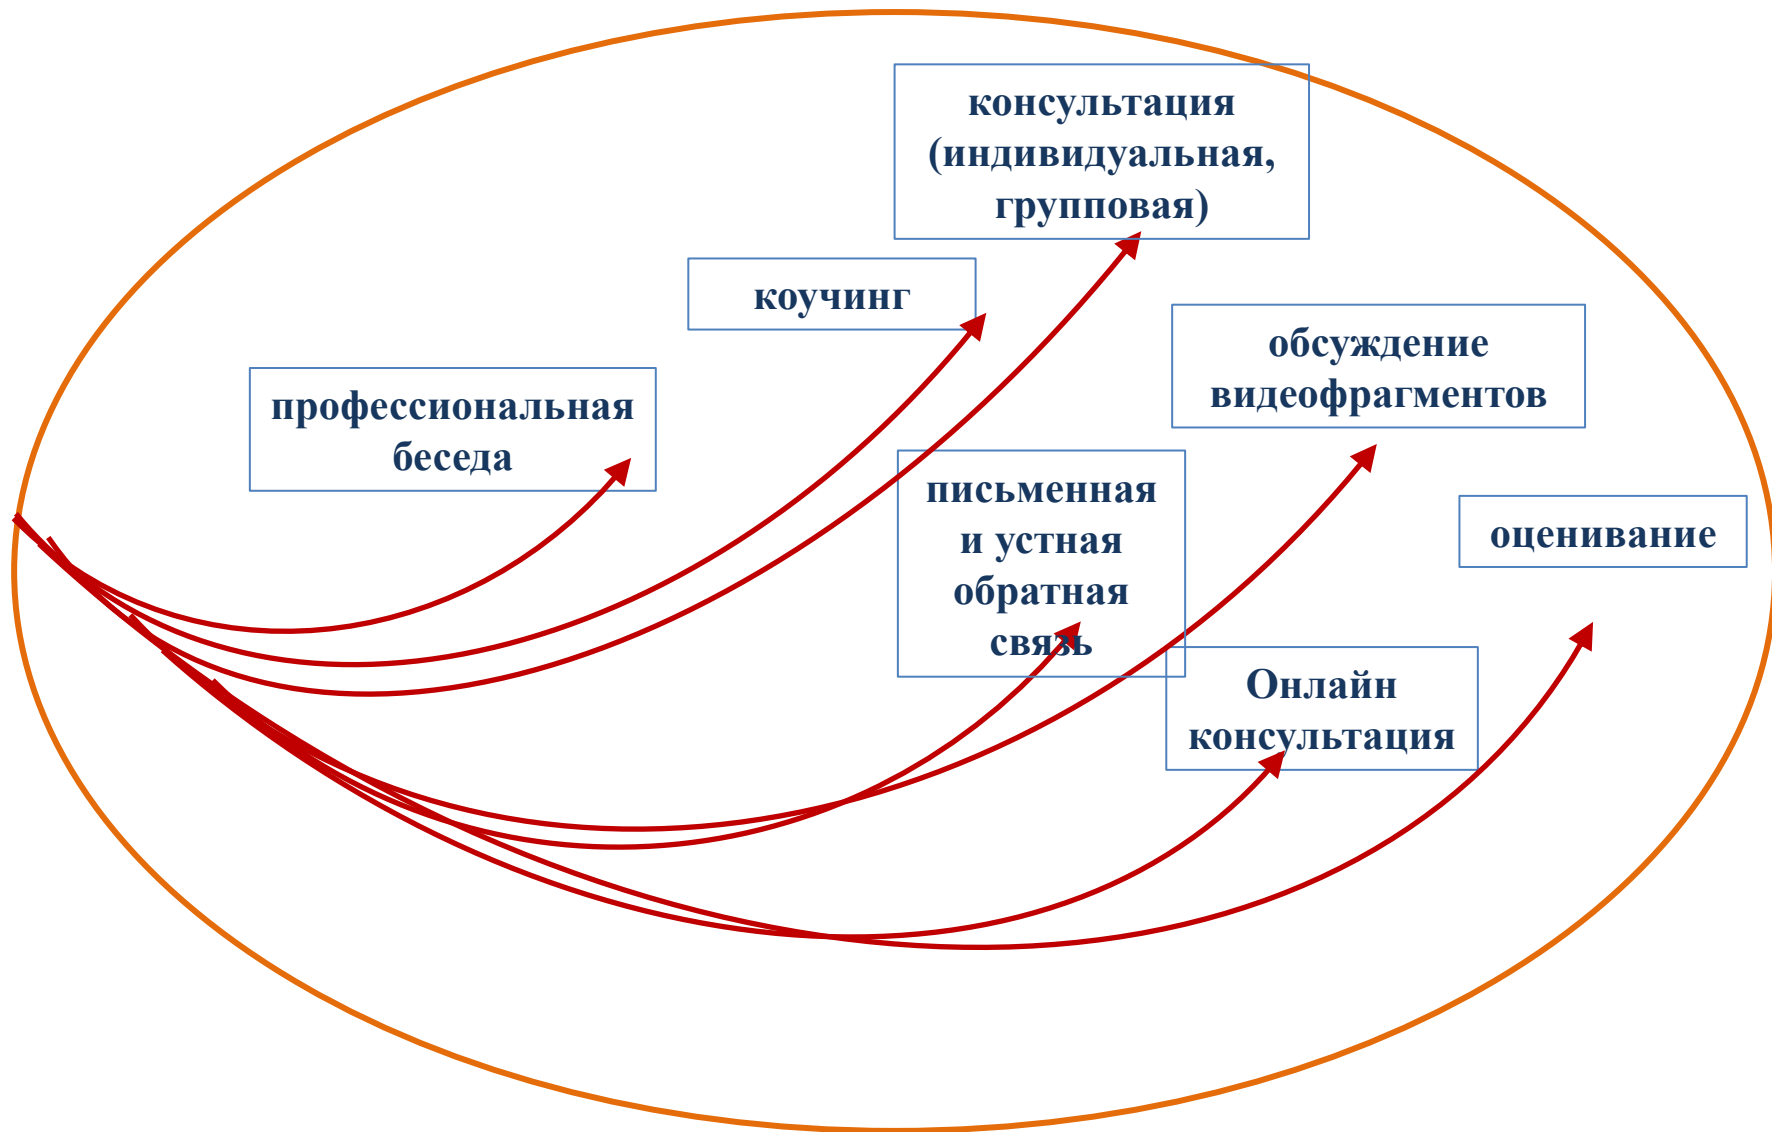 консультация
(индивидуальная,
групповая)
коучинг
обсуждение
видеофрагментов
профессиональная
беседа
письменная
и устная
обратная
связь
оценивание
Онлайн
консультация